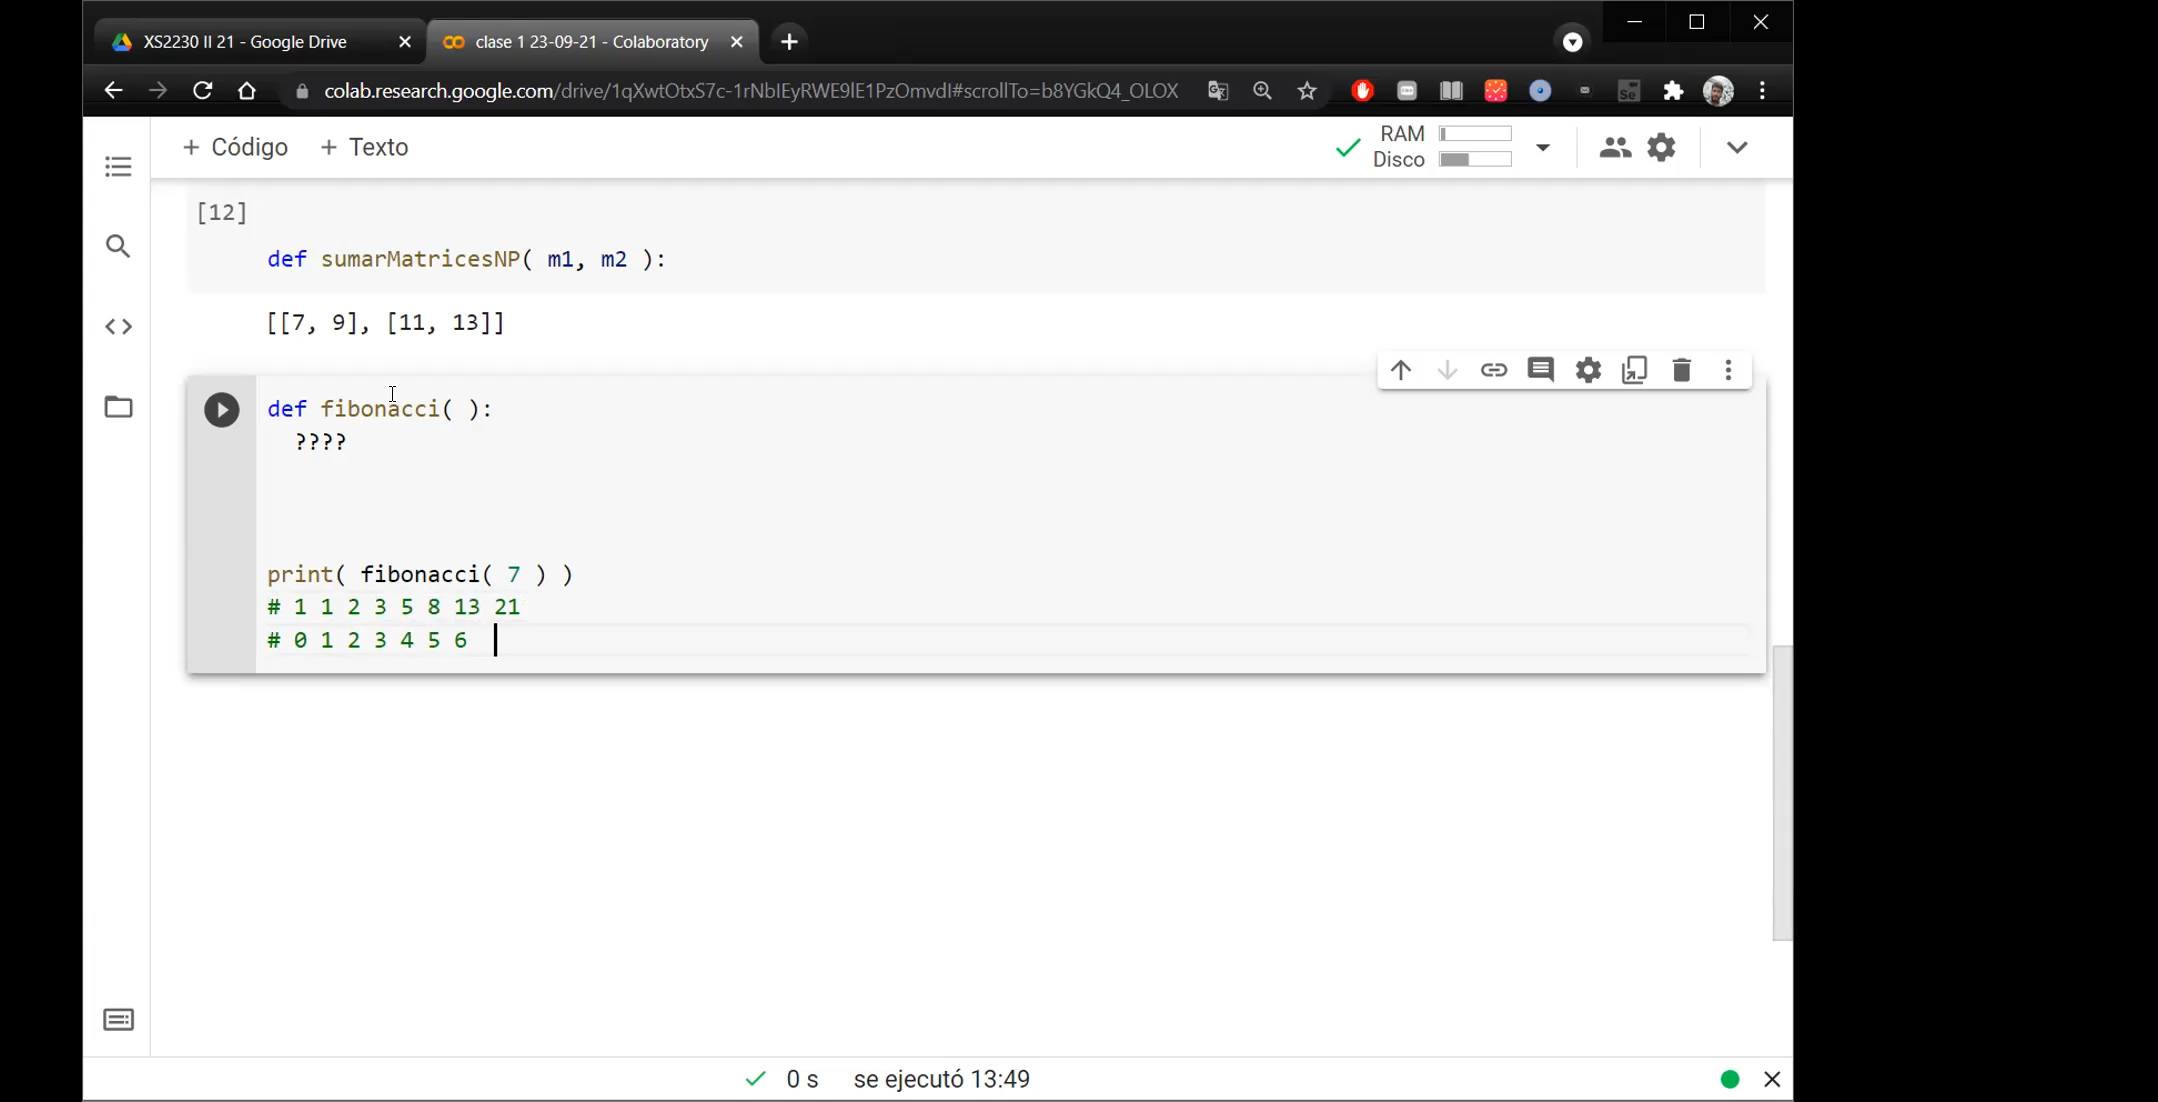 XS2230 II 21 - Google Drive
clase 1 23-09-21 - Colaboratory
colab.research.google.com/drive/1qXwtOtxS7c-1rNbIEyRWE9lE1PzOmvdI#scrollTo=b8YGkQ4_OLOX
+ Código + Texto
RAM
Disco
[12]
def sumarMatricesNP( m1, m2 ):
[[7, 9], [11, 13]]
def fibonacci( ):
????
print( fibonacci( 7 ) )
# 1 1 2 3 5 8 13 21
# 0 1 2 3 4 5 6
0 s se ejecutó 13:49